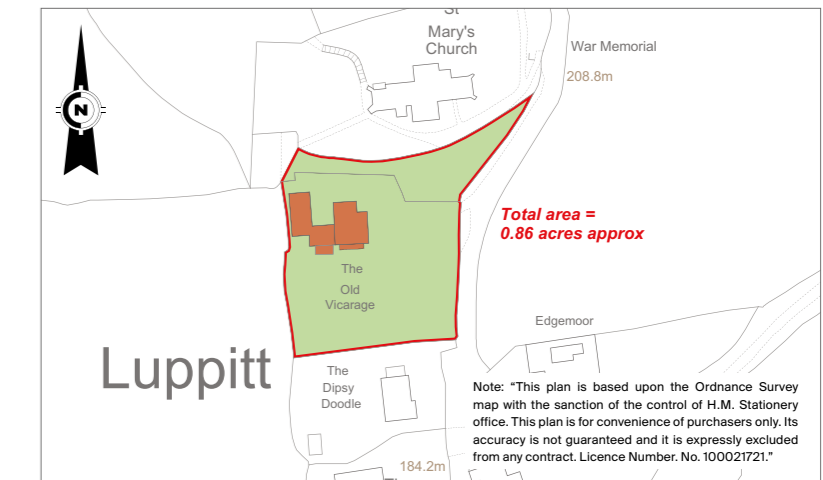 St
Mary's
Church
War Memorial
208.8m
N
Total area =
0.86 acres approx
The
Old
Vicarage
Edgemoor
Luppitt
The
Dipsy
Doodle
Note: “This plan is based upon the Ordnance Survey
map with the sanction of the control of H.M. Stationery
office. This plan is for convenience of purchasers only. Its
accuracy is not guaranteed and it is expressly excluded
from any contract. Licence Number. No. 100021721.”
184.2m